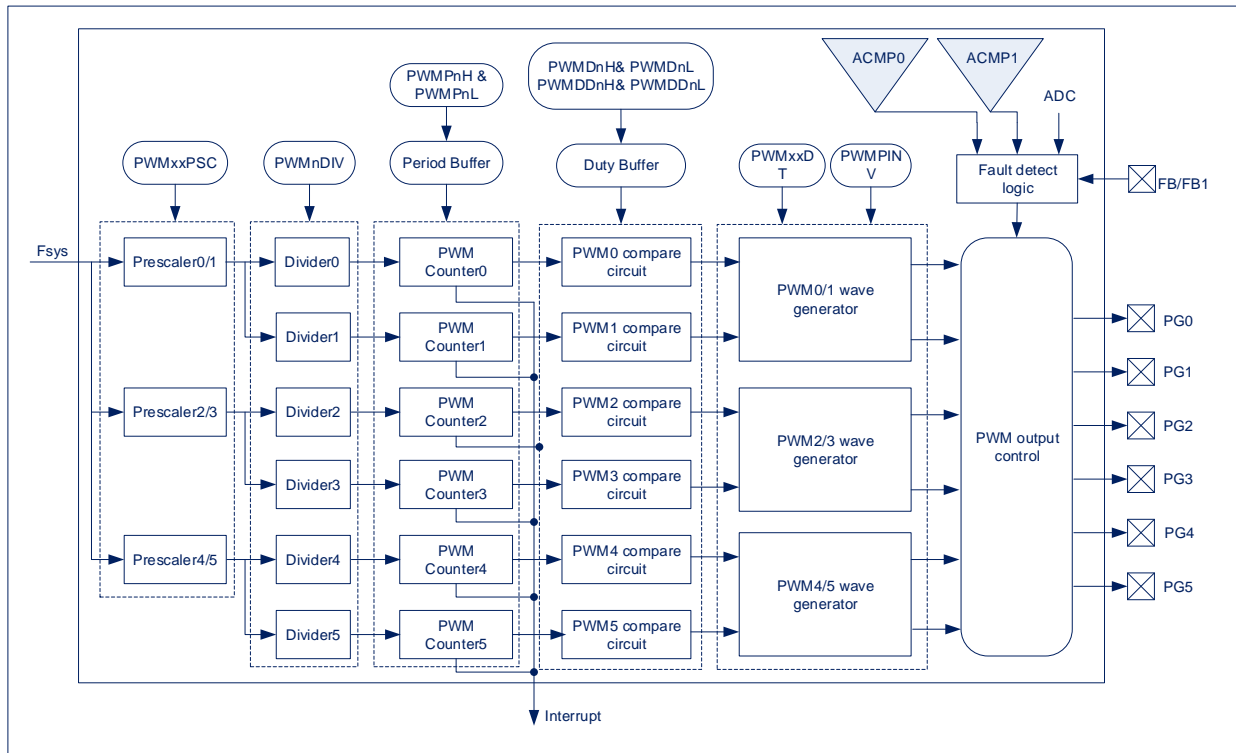 ACMP0
ACMP1
ADC
PWMPnH &
PWMPnL
PWMDnH& PWMDnL
PWMDDnH& PWMDDnL
PWMxxPSC
PWMnDIV
Period Buffer
Duty Buffer
PWMxxD
T
PWMPIN
V
Fault detect
logic
FB/FB1
Fsys
Prescaler0/1
Divider0
PWM
Counter0
PWM0 compare
circuit
PWM0/1 wave
generator
Divider1
PWM
Counter1
PWM1 compare
circuit
Prescaler2/3
Divider2
PWM
Counter2
PWM2 compare
circuit
PWM2/3 wave
generator
Divider3
PWM
Counter3
PWM3 compare
circuit
Prescaler4/5
Divider4
PWM
Counter4
PWM4 compare
circuit
PWM4/5 wave
generator
Divider5
PWM
Counter5
PWM5 compare
circuit
PWM output
control
PG0
PG1
PG2
PG3
PG4
PG5
Interrupt